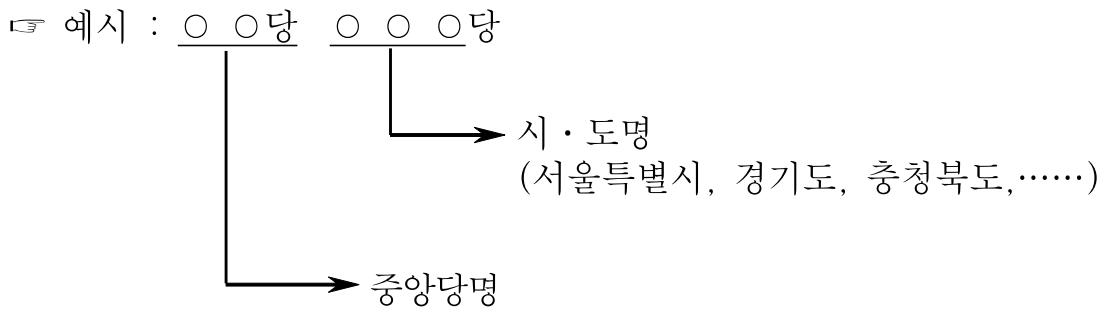 ☞ 예시 : ○ ○당 ○ ○ ○당
시·도명
(서울특별시, 경기도, 충청북도,……)
중앙당명